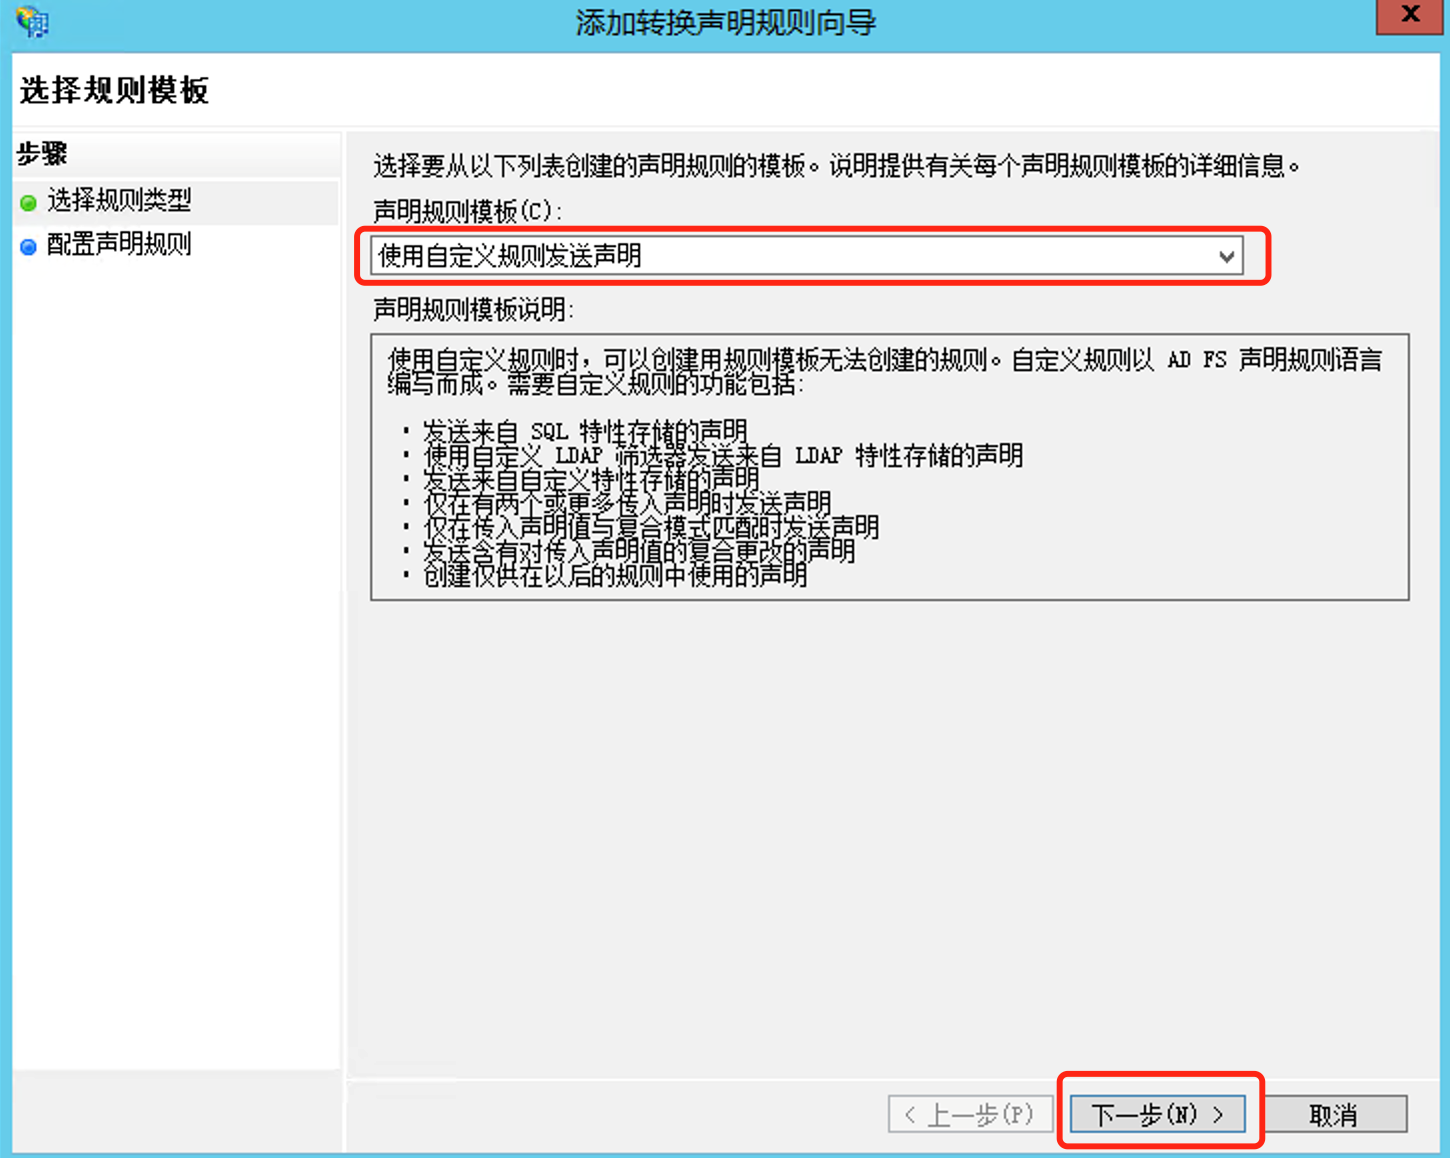 添加转换声明规则向导
X
选择规则模板
步骤
选择规则类型
配置声明规则
选择要从以下列表创建的声明规则的模板。说明提供有关每个声明规则模板的详细信息。
声明规则模板(C):
使用自定义规则发送声明
声明规则模板说明:
使用自定义规则时，可以创建用规则模板无法创建的规则。自定义规则以 AD FS 声明规则语言
编写而成。需要自定义规则的功能包括:
· 发送来自 SQL 特性存储的声明
· 使用自定义 LDAP 筛选器发送来自 LDAP 特性存储的声明
· 发送来自自定义特性存储的声明
· 仅在有两个或更多传入声明时发送声明
· 仅在传入声明值与复合模式匹配时发送声明
· 发送含有对传入声明值的复合更改的声明
· 创建仅供在以后的规则中使用的声明
< 上一步(P)
下一步(N) >
取消